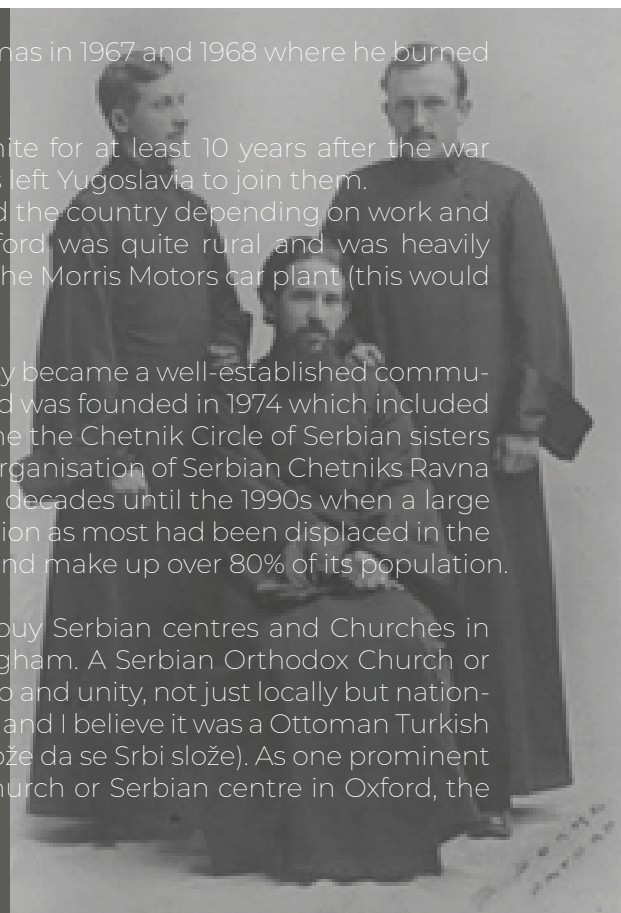 mas in 1967 and 1968 where he burned
nite for at least 10 years after the war
s left Yugoslavia to join them.
d the country depending on work and
ford was quite rural and was heavily
he Morris Motors car plant (this would
y became a well-established commu-
d was founded in 1974 which included
ne the Chetnik Circle of Serbian sisters
rganisation of Serbian Chetniks Ravna
decades until the 1990s when a large
ion as most had been displaced in the
nd make up over 80% of its population.
buy Serbian centres and Churches in
gham. A Serbian Orthodox Church or
p and unity, not just locally but nation-
and I believe it was a Ottoman Turkish
ože da se Srbi slože). As one prominent
hurch or Serbian centre in Oxford, the